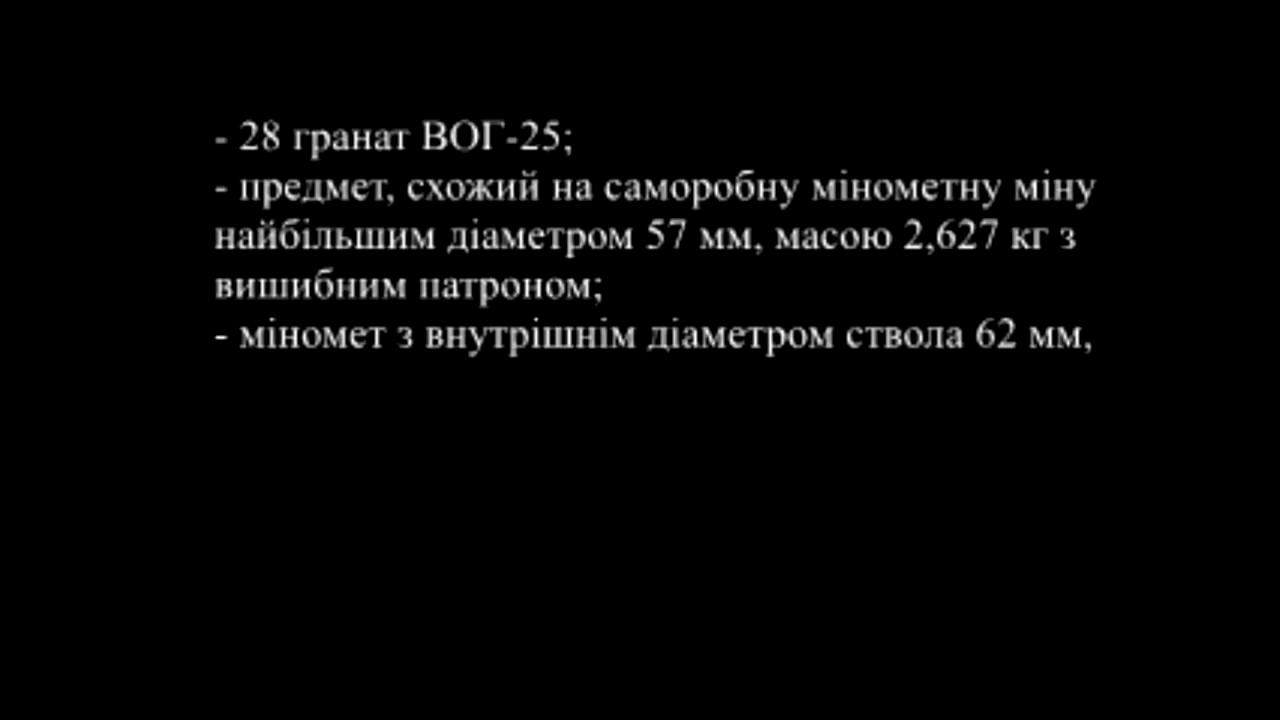 - 28 гранат ВОГ-25;
- предмет, схожий на саморобну мінометну міну
найбільшим діаметром 57 мм, масою 2,627 кг з
вишибним патроном;
- міномет з внутрішнім діаметром ствола 62 мм,